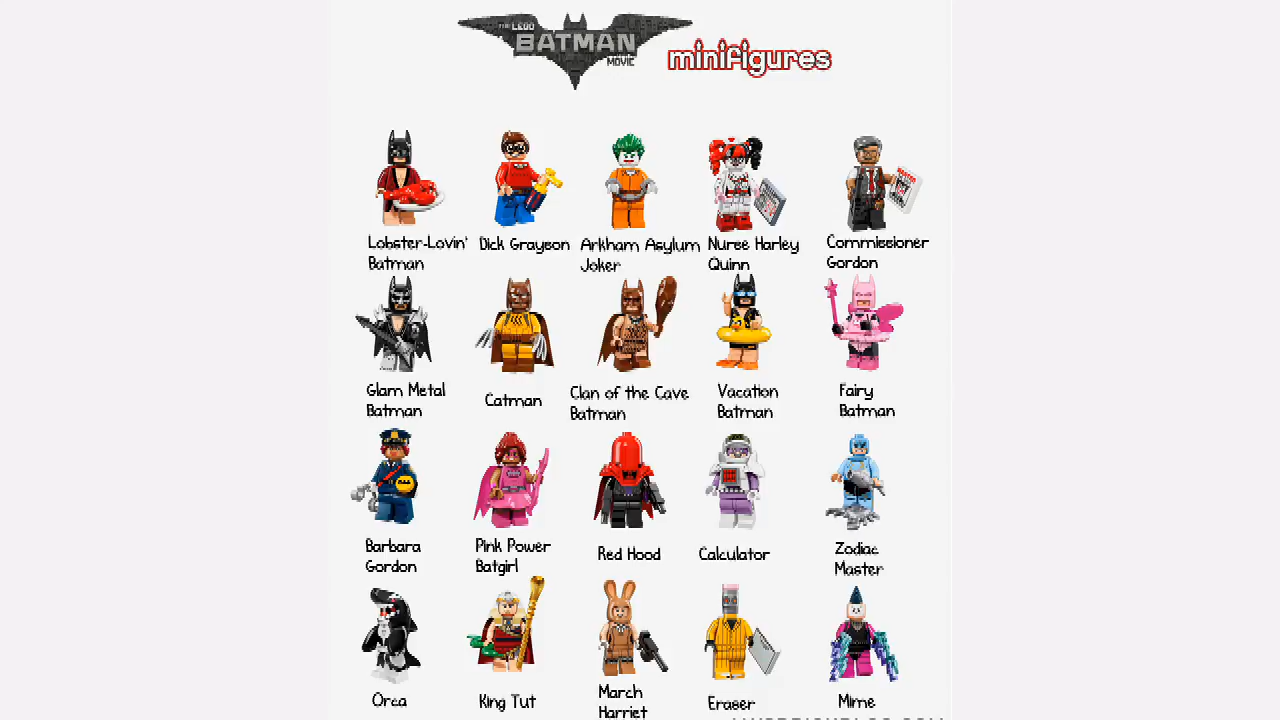 THE LEGO
BATMAN
MOVIE
minifigures
Lobster-Lovin'
Batman
Dick Grayson
Arkham Asylum
Joker
Nurse Harley
Quinn
Commissioner
Gordon
Glam Metal
Batman
Catman
Clan of the Cave
Batman
Vacation
Batman
Fairy
Batman
Barbara
Gordon
Pink Power
Batgirl
Red Hood
Calculator
Zodiac
Master
Orca
King Tut
March
Harriet
Eraser
Mime